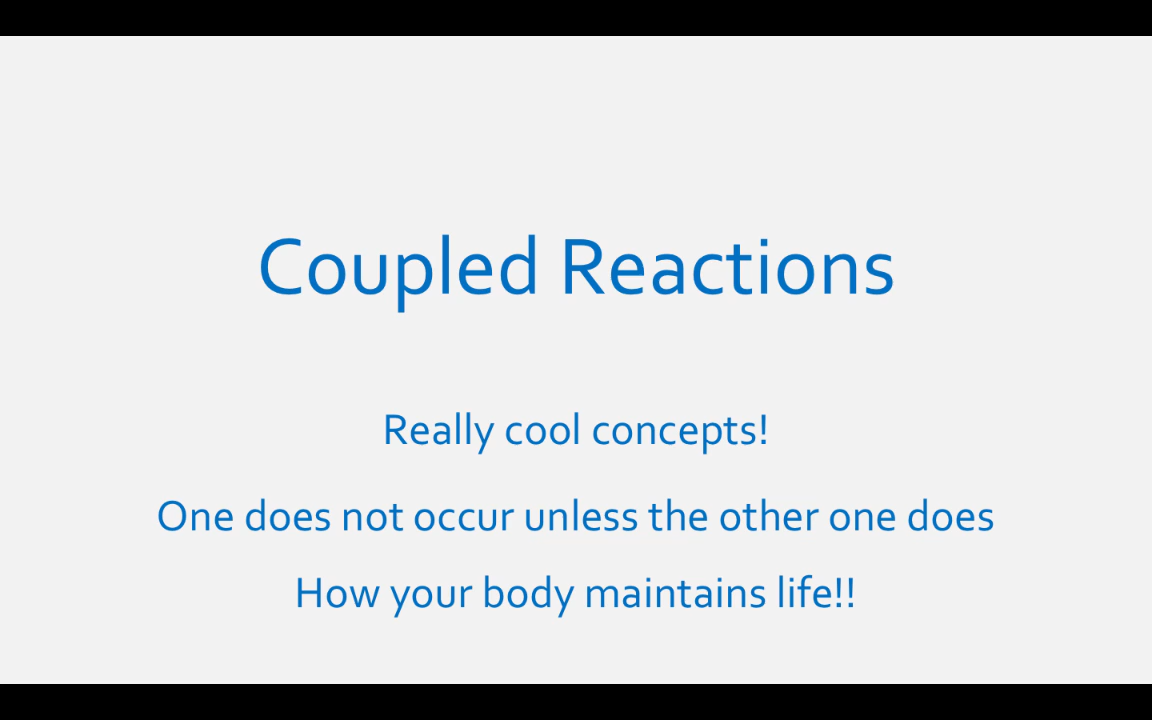 Coupled Reactions
Really cool concepts!
One does not occur unless the other one does
How your body maintains life!!